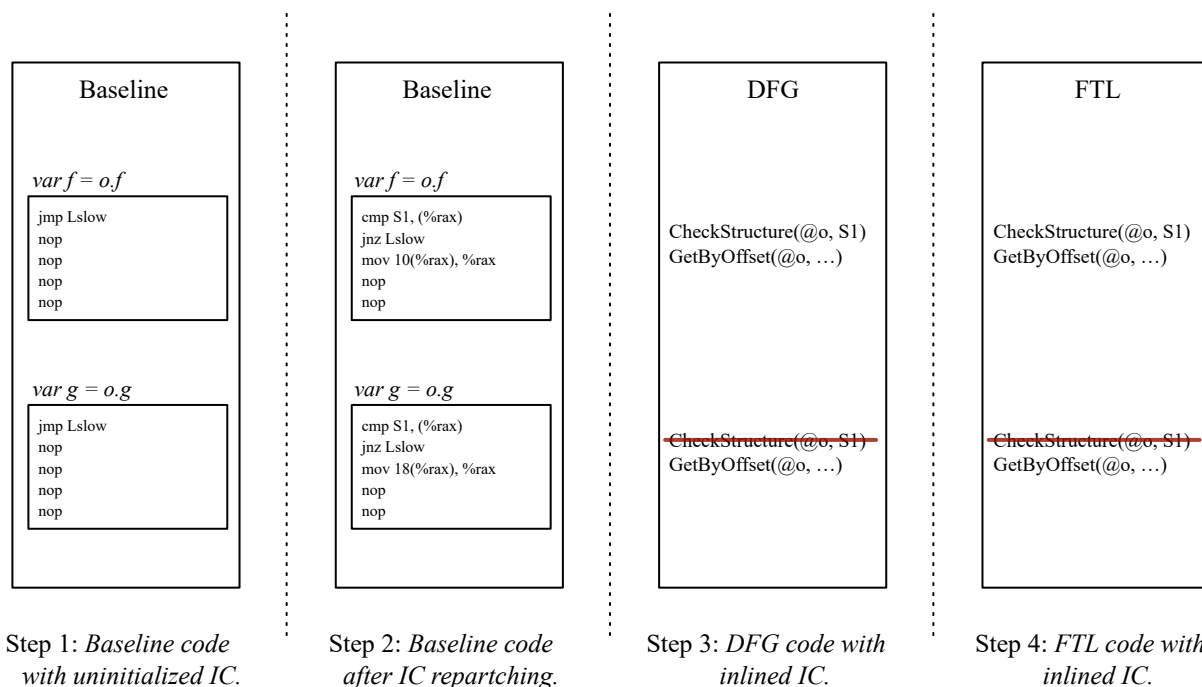 Baseline
var f = o.f
jmp Lslow
nop
nop
nop
nop
var g = o.g
jmp Lslow
nop
nop
nop
nop
Step 1: Baseline code
with uninitialized IC.
Baseline
var f = o.f
cmp S1, (%rax)
jnz Lslow
mov 10(%rax), %rax
nop
nop
var g = o.g
cmp S1, (%rax)
jnz Lslow
mov 18(%rax), %rax
nop
nop
Step 2: Baseline code
after IC repartching.
DFG
CheckStructure(@o, S1)
GetByOffset(@o, …)
CheckStructure(@o, S1)
GetByOffset(@o, …)
Step 3: DFG code with
inlined IC.
FTL
CheckStructure(@o, S1)
GetByOffset(@o, …)
CheckStructure(@o, S1)
GetByOffset(@o, …)
Step 4: FTL code with
inlined IC.